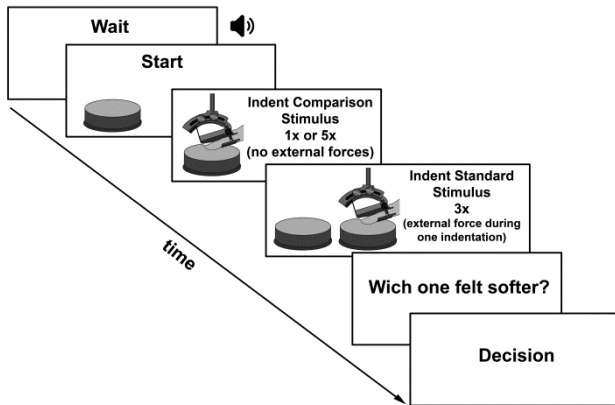 Wait
Start
Indent Comparison
Stimulus
1x or 5x
(no external forces)
Indent Standard
Stimulus
3x
(external force during
one indentation)
time
Wich one felt softer?
Decision